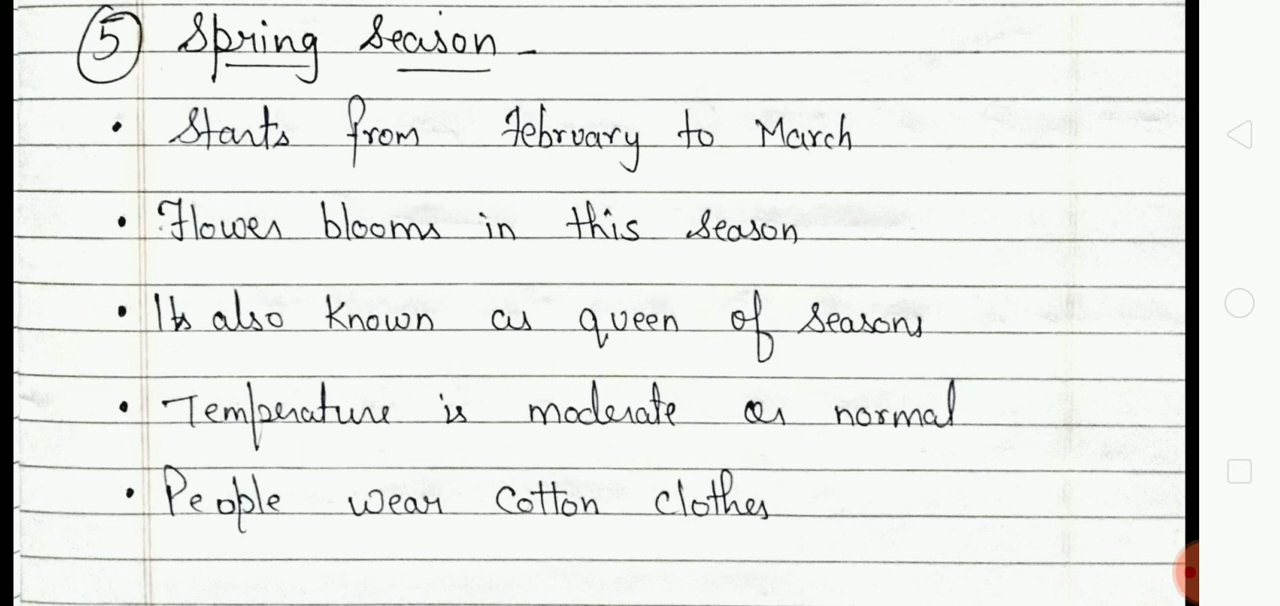 5 Spring Season -
• Starts from February to March
• Flower blooms in this season
• Its also known as queen of seasons
• Temperature is moderate or normal
• People wear cotton clothes